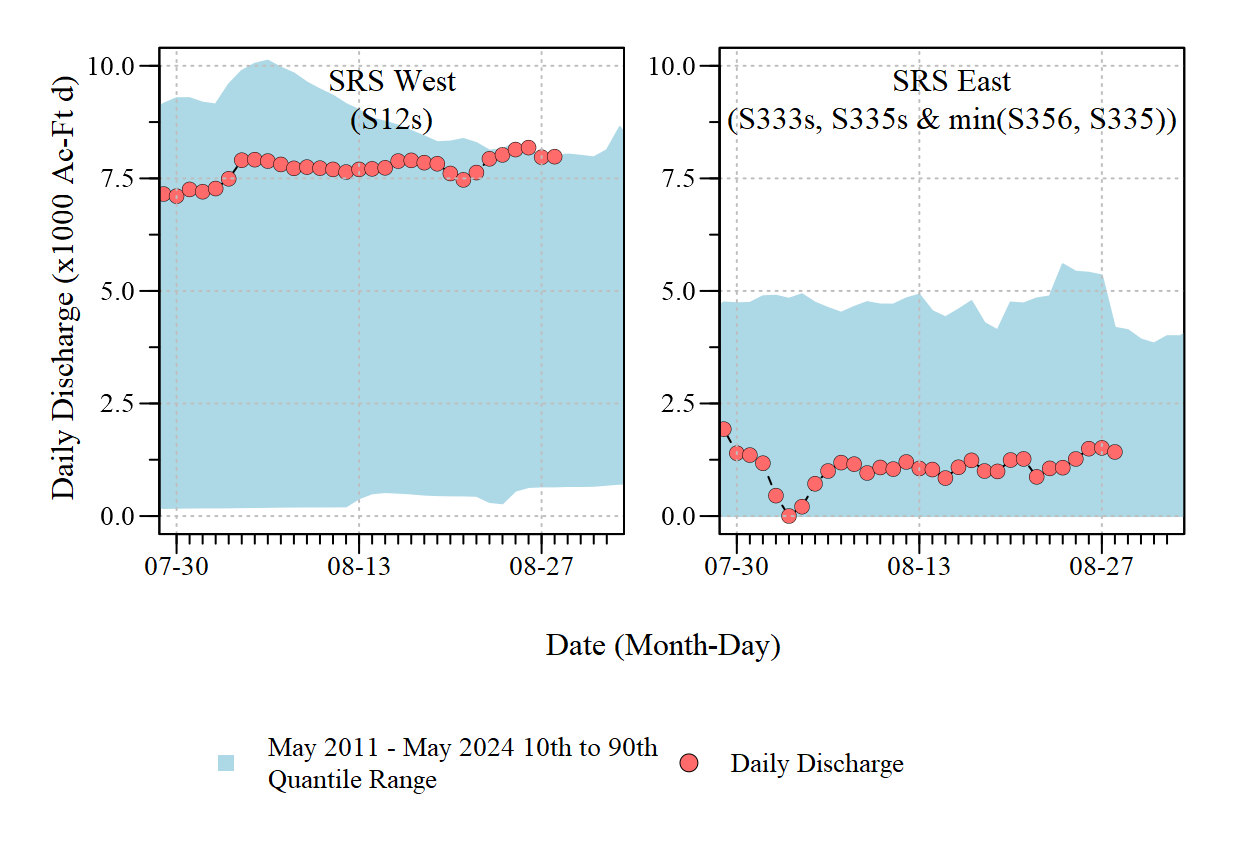 SRS West
(S12s)
SRS East
(S333s, S335s & min(S356, S335))
Daily Discharge (x1000 Ac-Ft d)
10.0
7.5
5.0
2.5
0.0
07-30
08-13
08-27
10.0
7.5
5.0
2.5
0.0
07-30
08-13
08-27
Date (Month-Day)
May 2011 - May 2024 10th to 90th
Quantile Range
Daily Discharge